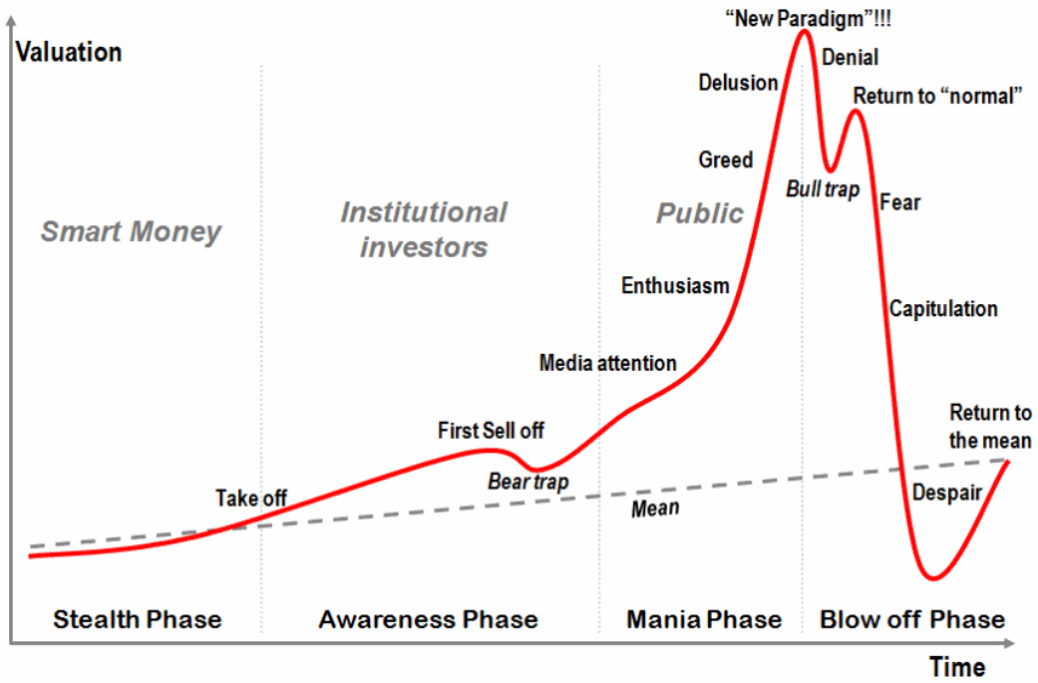 “New Paradigm”!!!
Valuation
Denial
Delusion
Return to “normal”
Greed
Bull trap
Fear
Smart Money
Institutional
investors
Public
Enthusiasm
Capitulation
Media attention
First Sell off
Return to
the mean
Bear trap
Take off
Mean
Despair
Stealth Phase
Awareness Phase
Mania Phase
Blow off Phase
Time